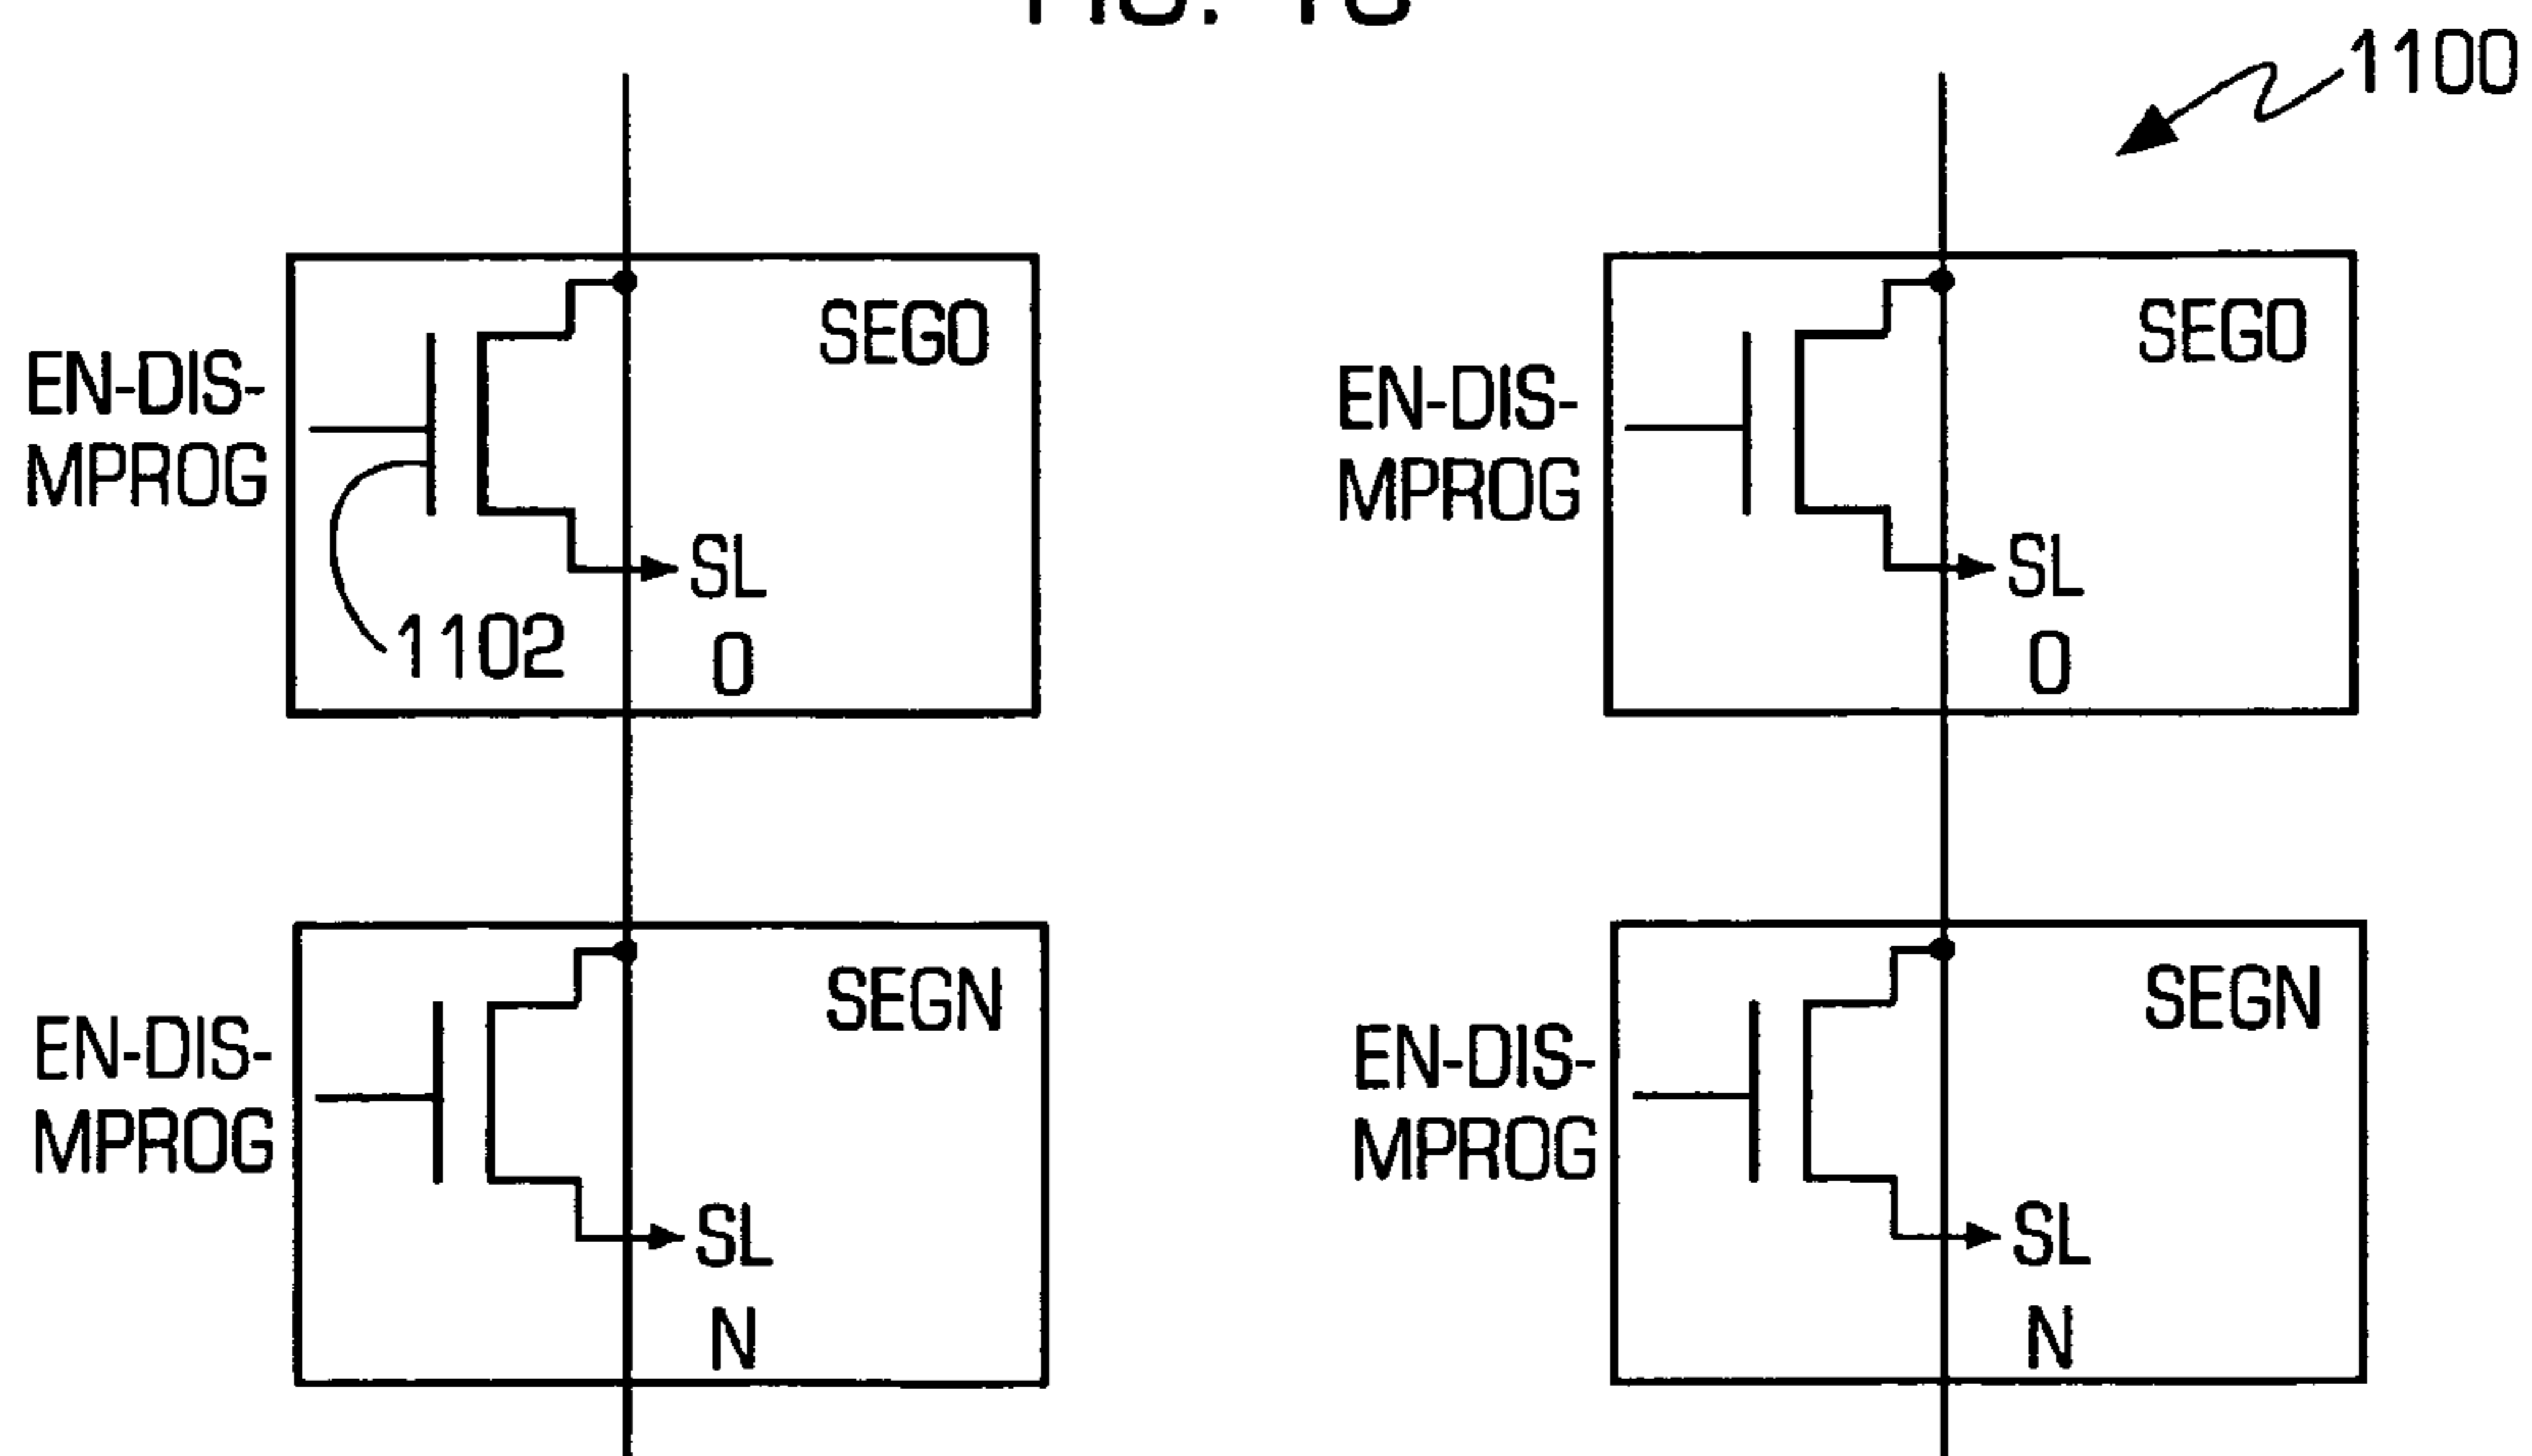 1100
SEG0
EN-DIS-
MPROG
SL
0
1102
SEG0
EN-DIS-
MPROG
SL
0
SEGN
EN-DIS-
MPROG
SL
N
SEGN
EN-DIS-
MPROG
SL
N